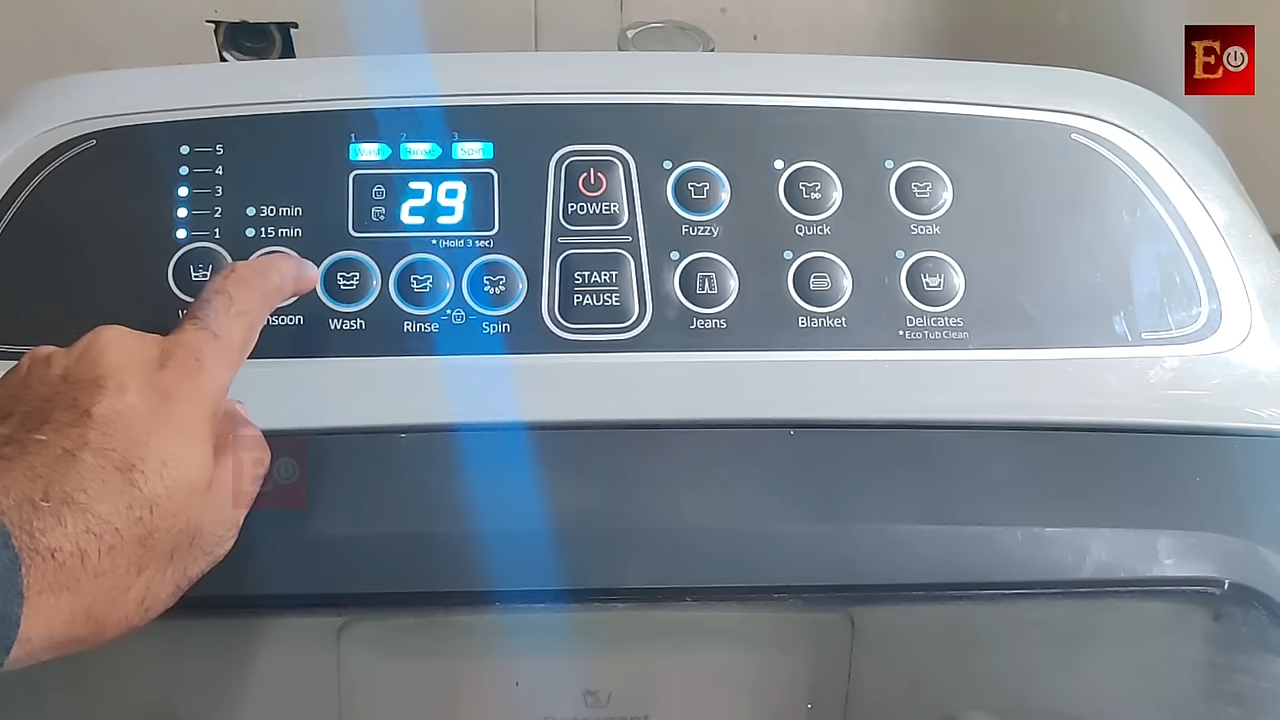 E
5
4
3
2
1
30 min
15 min
1 2 3
Wash Rinse Spin
29
* (Hold 3 sec)
Wash
Rinse
Spin
POWER
START
PAUSE
Fuzzy
Quick
Soak
Jeans
Blanket
Delicates
* Eco Tub Clean